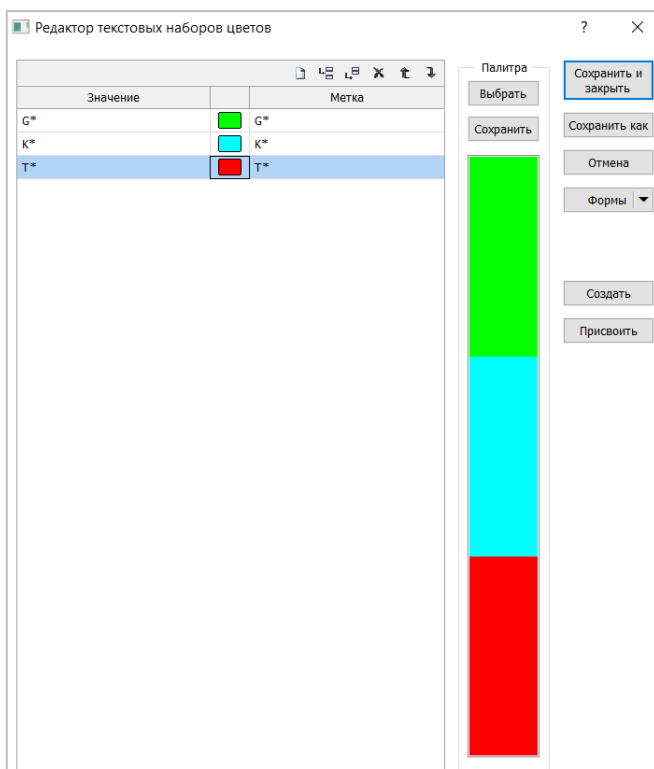 Редактор текстовых наборов цветов
?
Значение
Метка
G*
G*
K*
K*
T*
T*
Палитра
Выбрать
Сохранить
Сохранить и
закрыть
Сохранить как
Отмена
Формы
Создать
Присвоить